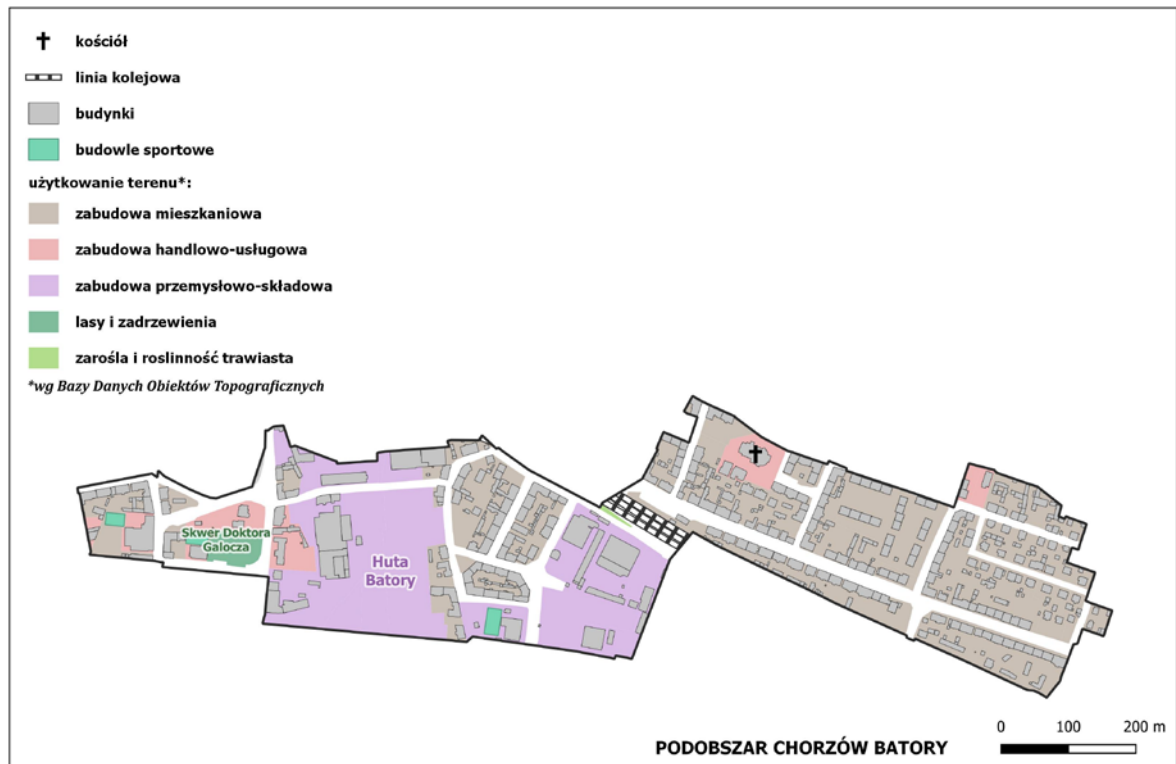 kościół
linia kolejowa
budynki
budowle sportowe
użytkowanie terenu*:
zabudowa mieszkaniowa
zabudowa handlowo-usługowa
zabudowa przemysłowo-składowa
lasy i zadrzewienia
zarośla i roslinność trawiasta
*wg Bazy Danych Obiektów Topograficznych
Skwer Doktora
Galocza
Huta
Batory
PODOBSZAR CHORZÓW BATORY
0 100 200 m